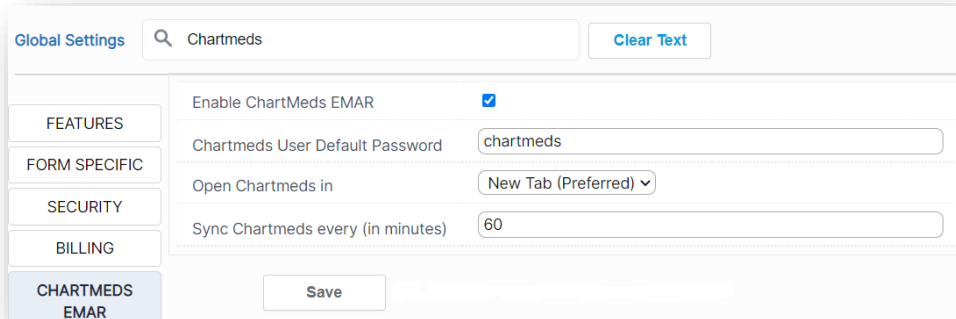 Global Settings
Chartmeds
Clear Text
FEATURES
FORM SPECIFIC
SECURITY
BILLING
CHARTMEDS
EMAR
Enable ChartMeds EMAR
Chartmeds User Default Password
chartmeds
Open Chartmeds in
New Tab (Preferred)
Sync Chartmeds every (in minutes)
60
Save